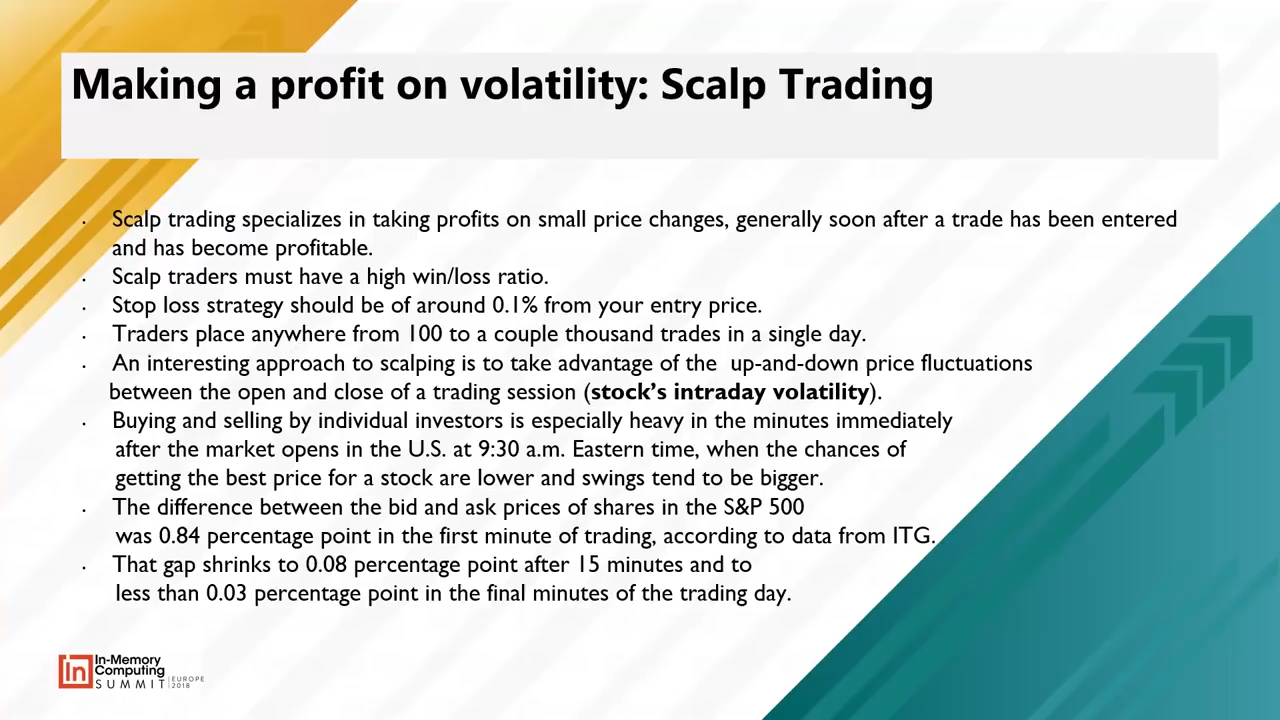 Making a profit on volatility: Scalp Trading
· Scalp trading specializes in taking profits on small price changes, generally soon after a trade has been entered
and has become profitable.
· Scalp traders must have a high win/loss ratio.
· Stop loss strategy should be of around 0.1% from your entry price.
· Traders place anywhere from 100 to a couple thousand trades in a single day.
· An interesting approach to scalping is to take advantage of the up-and-down price fluctuations
between the open and close of a trading session (stock's intraday volatility).
· Buying and selling by individual investors is especially heavy in the minutes immediately
after the market opens in the U.S. at 9:30 a.m. Eastern time, when the chances of
getting the best price for a stock are lower and swings tend to be bigger.
· The difference between the bid and ask prices of shares in the S&P 500
was 0.84 percentage point in the first minute of trading, according to data from ITG.
· That gap shrinks to 0.08 percentage point after 15 minutes and to
less than 0.03 percentage point in the final minutes of the trading day.
In
In-Memory
Computing
SUMMIT
EUROPE
2018